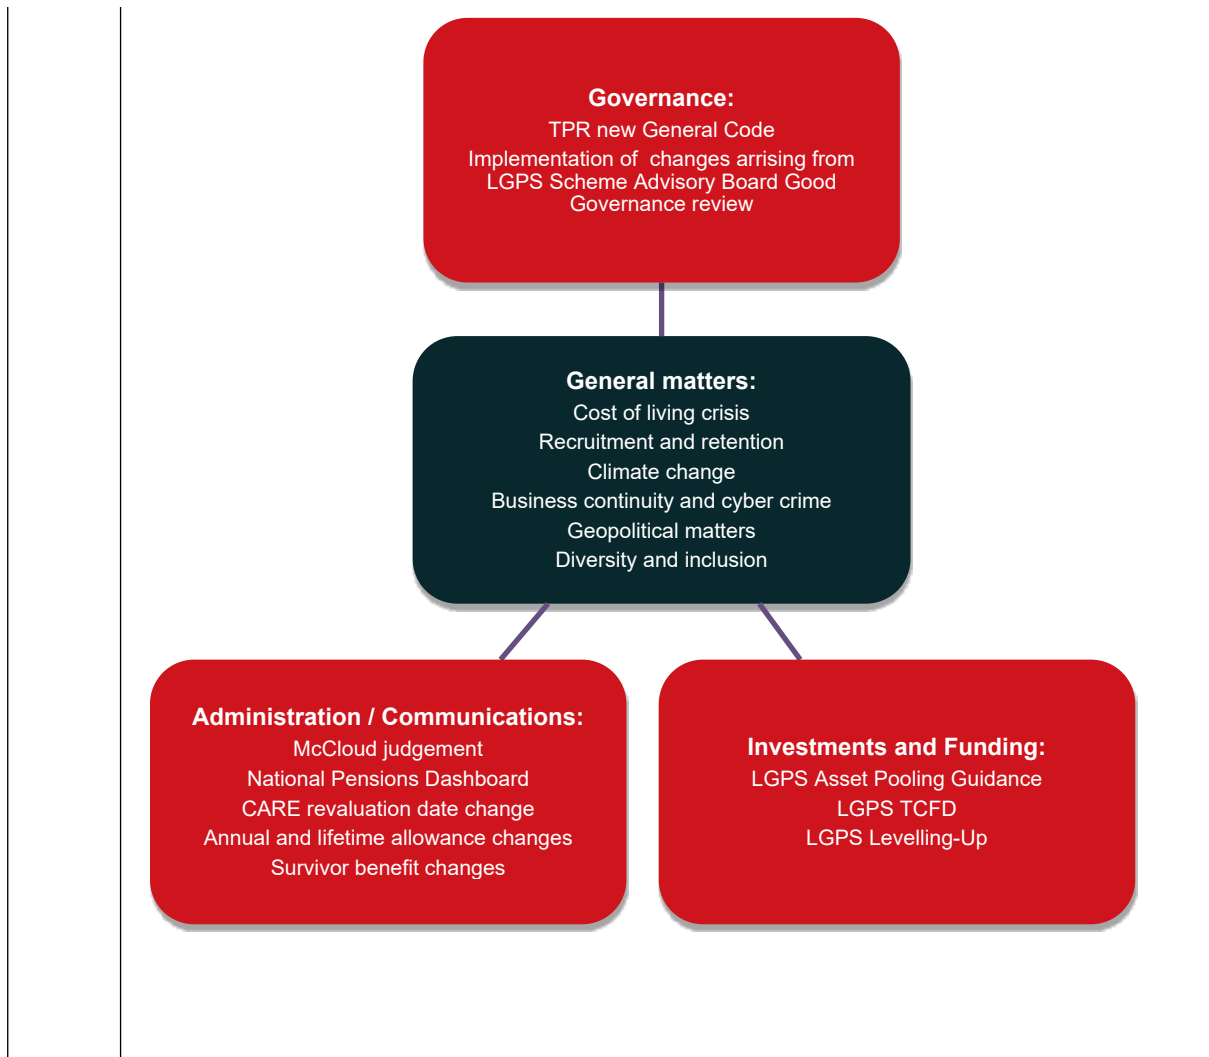 Governance:
TPR new General Code
Implementation of  changes arrising from
LGPS Scheme Advisory Board Good
Governance review
General matters:
Cost of living crisis
Recruitment and retention
Climate change
Business continuity and cyber crime
Geopolitical matters
Diversity and inclusion
Administration / Communications:
McCloud judgement
National Pensions Dashboard
CARE revaluation date change
Annual and lifetime allowance changes
Survivor benefit changes
Investments and Funding:
LGPS Asset Pooling Guidance
LGPS TCFD
LGPS Levelling-Up